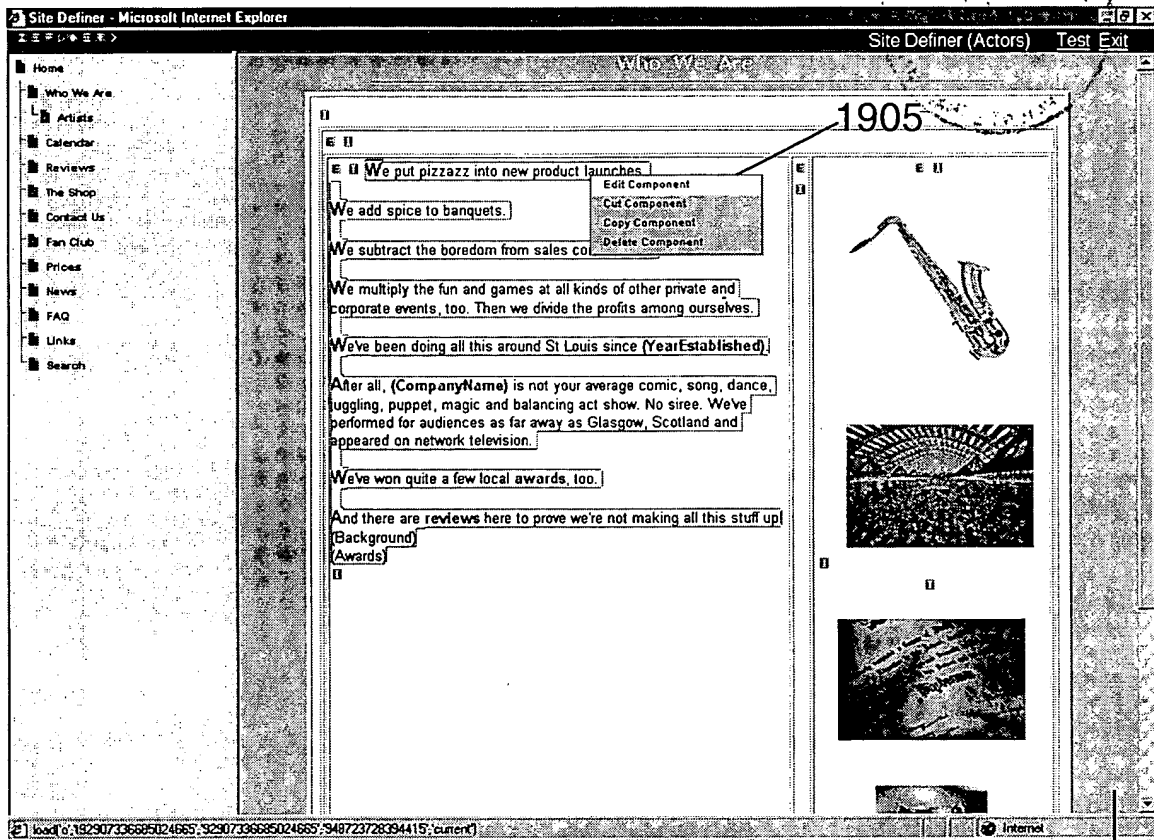 Site Definer - Microsoft Internet Explorer
Site Definer (Actors) Test Exit
Home
Who We Are
Artists
Calendar
Reviews
The Shop
Contact Us
Fan Club
Prices
News
FAQ
Links
Search
Who We Are
1905
I
E I
E I We put pizzazz into new product launches.
Edit Component
Cut Component
Copy Component
Delete Component
We add spice to banquets.
We subtract the boredom from sales
We multiply the fun and games at all kinds of other private and
corporate events, too. Then we divide the profits among ourselves.
We've been doing all this around St Louis since (YearEstablished).
After all, (CompanyName) is not your average comic, song, dance,
juggling, puppet, magic and balancing act show. No siree. We've
performed for audiences as far away as Glasgow, Scotland and
appeared on network television.
We've won quite a few local awards, too.
And there are reviews here to prove we're not making all this stuff up!
(Background)
(Awards)
I
E
I
E I
I
I
Internet